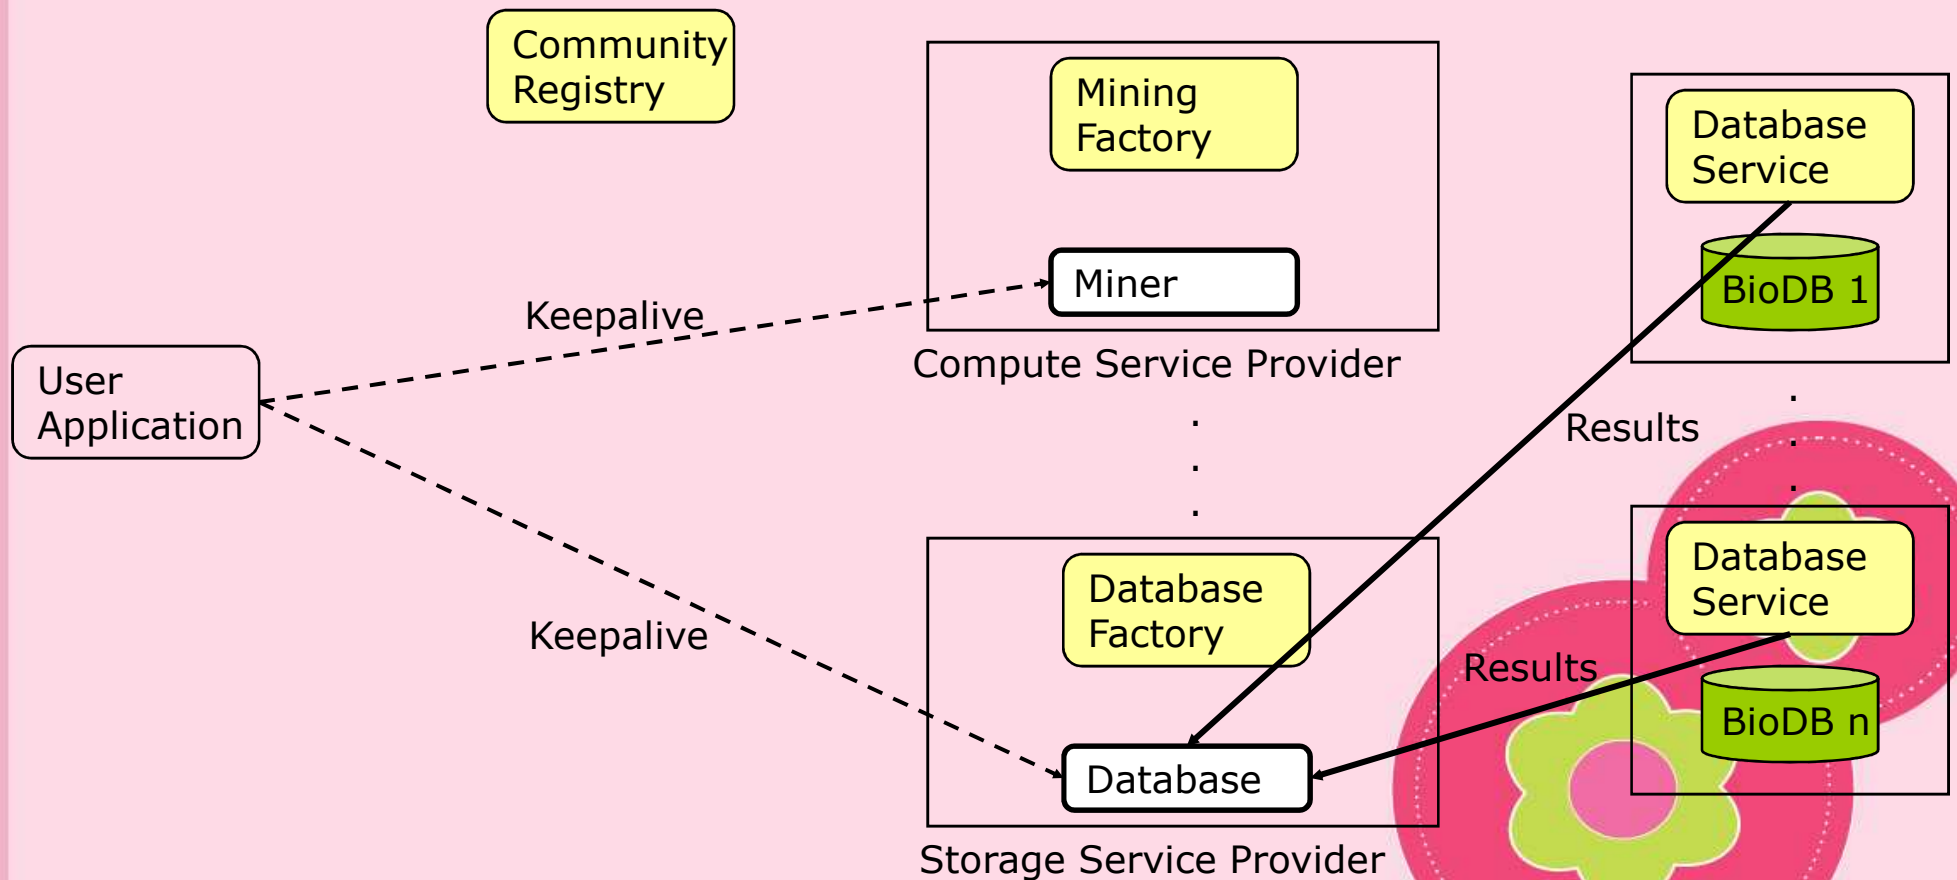 Community
Registry
Mining
Factory
Database
Service
Miner
BioDB 1
Keepalive
Compute Service Provider
User
Application
.
.
.
Results
.
.
.
Database
Factory
Database
Service
Keepalive
Results
BioDB n
Database
Storage Service Provider